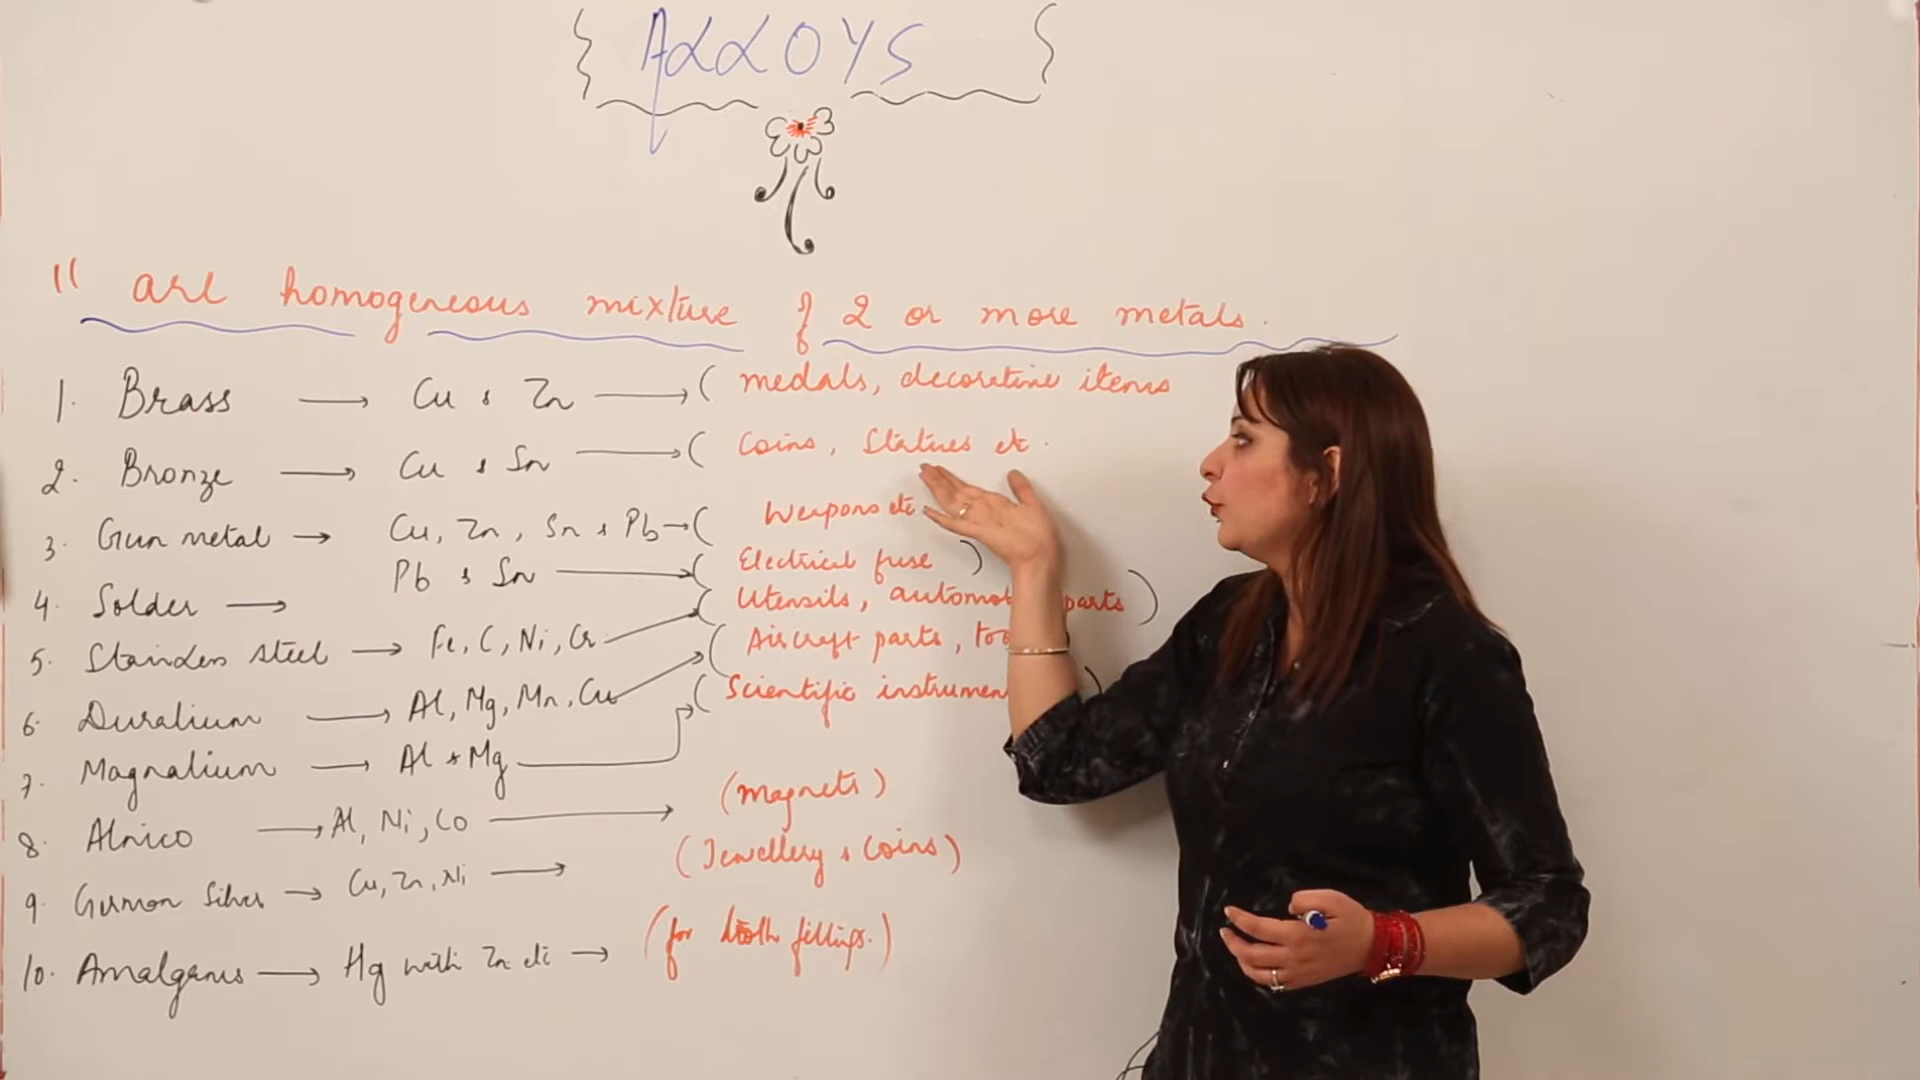 ALLOYS
" are homogeneous mixture of 2 or more metals.
1. Brass → Cu & Zn → ( medals, decorative items
2. Bronze → Cu & Sn → ( Coins, Statues etc.
3. Gun metal → Cu, Zn, Sn & Pb → ( Weapons etc
4. Solder → Pb & Sn → ( Electrical fuse )
5. Stainless steel → Fe, C, Ni, Cr → ( Utensils, parts )
6. Duralium → Al, Mg, Mn, Cu → ( Aircraft parts,
7. Magnalium → Al & Mg → ( Scientific
8. Alnico → Al, Ni, Co → (Magnets)
9. German Silver → Cu, Zn, Ni → (Jewellery & Coins)
10. Amalgams → Hg with Zn etc → (for tooth fillings.)